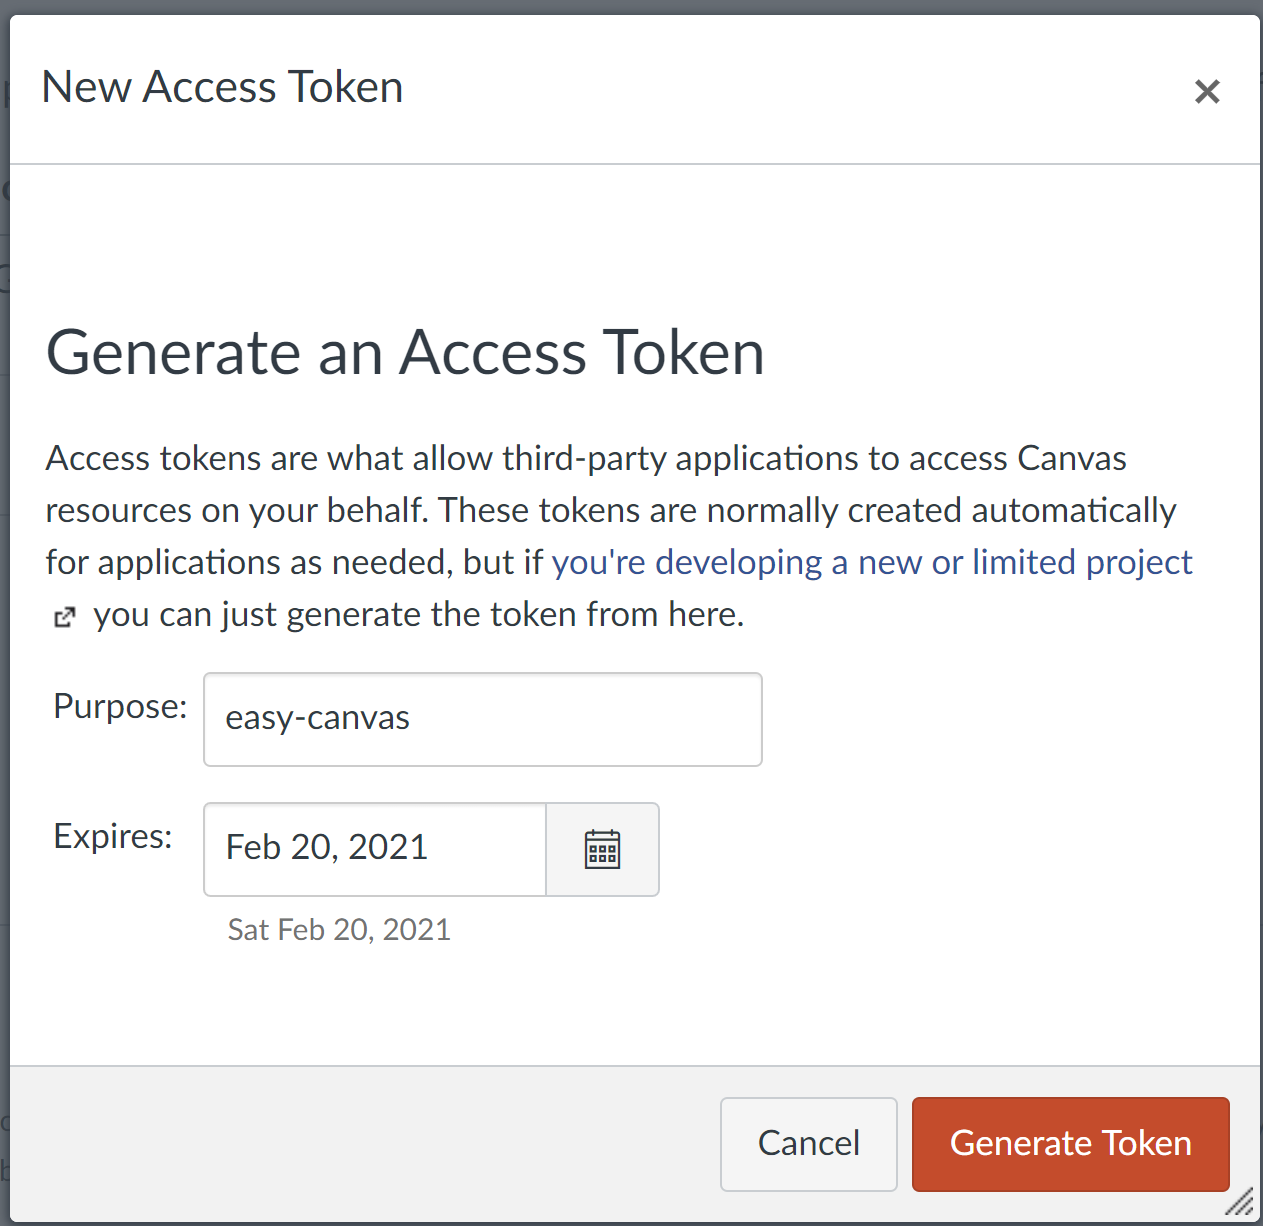 New Access Token
Generate an Access Token
Access tokens are what allow third-party applications to access Canvas
resources on your behalf. These tokens are normally created automatically
for applications as needed, but if you're developing a new or limited project
you can just generate the token from here.
Purpose: easy-canvas
Expires: Feb 20, 2021
Sat Feb 20, 2021
Cancel Generate Token